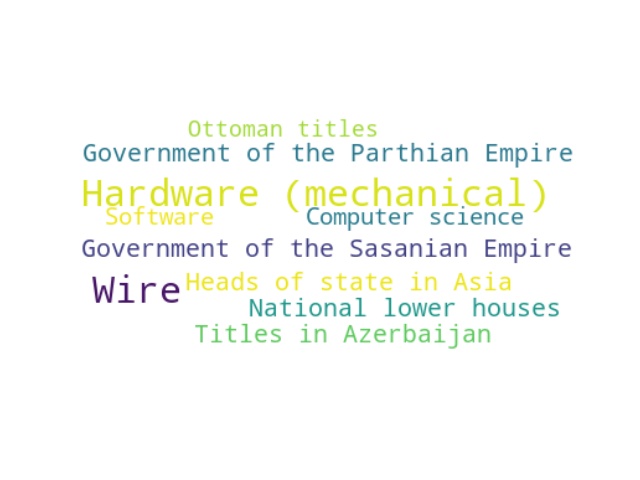 Ottoman titles
Government of the Parthian Empire
Hardware (mechanical)
Software Computer science
Government of the Sasanian Empire
Wire Heads of state in Asia
National lower houses
Titles in Azerbaijan